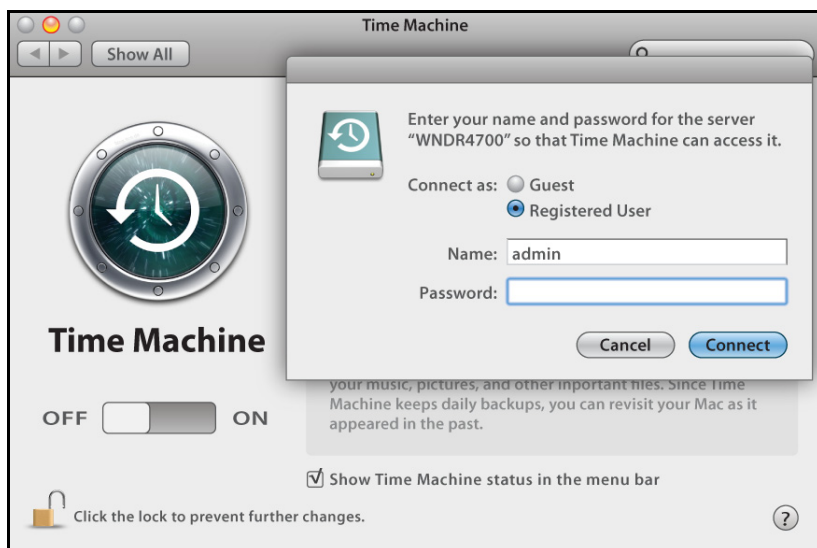 Time Machine
Show All
Enter your name and password for the server
“WNDR4700” so that Time Machine can access it.
Connect as: Guest
Registered User
Name: admin
Password:
Cancel Connect
Time Machine
OFF ON
your music, pictures, and other inportant files. Since Time
Machine keeps daily backups, you can revisit your Mac as it
appeared in the past.
Show Time Machine status in the menu bar
Click the lock to prevent further changes.
?